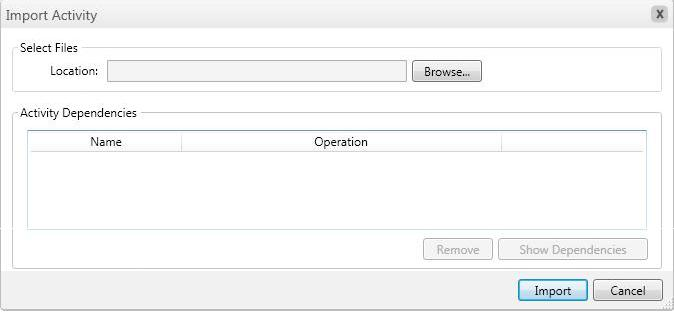 Import Activity
X
Select Files
Location:
Browse...
Activity Dependencies
Name Operation
Remove Show Dependencies
Import Cancel